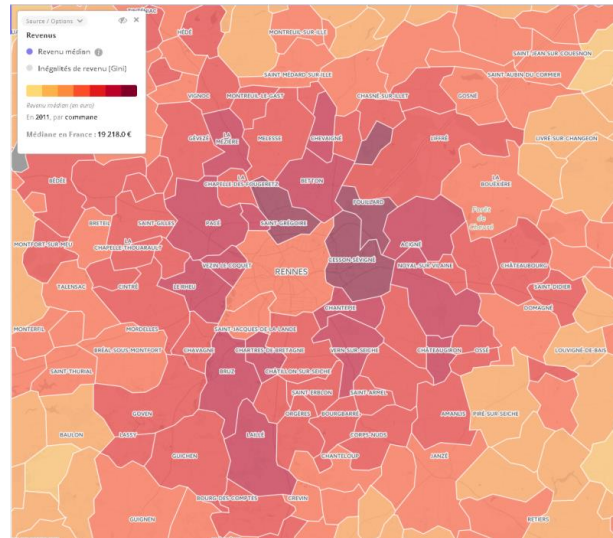 Source / Options
Revenus
Revenu médian
Inégalités de revenu [Gini]
Revenu médian (en euro)
En 2011, par commune
Médiane en France : 19 218.0 €
HÉDÉ
MONTREUIL-SUR-ILLE
SAINT-JEAN-SUR-COUESNON
SAINT-MÉDARD-SUR-ILLE
SAINT-AUBIN-DU-CORMIER
VIGNOC
MONTREUIL-LE-GAST
CHASNÉ-SUR-ILLET
GOSNÉ
GÉVEZÉ
LA
MÉZIÈRE
MELESSE
CHEVAIGNÉ
LIFFRÉ
LIVRÉ-SUR-CHANGEON
BÉDÉE
LA
CHAPELLE-DES-FOUGERETZ
BETTON
LA
BOUËXIÈRE
FOUILLARD
BRETEIL
SAINT-GILLES
PACÉ
SAINT-GRÉGOIRE
Forêt
de
Chevré
MONTFORT-SUR-MEU
LA
CHAPELLE-THOUARAULT
ACIGNÉ
VEZIN-LE-COQUET
CESSON-SÉVIGNÉ
NOYAL-SUR-VILAINE
CHÂTEAUBOURG
RENNES
TALENSAC
CINTRÉ
LE RHEU
SAINT-DIDIER
CHANTEPIE
DOMAGNÉ
MONTERFIL
MORDELLES
SAINT-JACQUES-DE-LA-LANDE
BRÉAL-SOUS-MONTFORT
CHAVAGNE
CHARTRES-DE-BRETAGNE
VERN-SUR-SEICHE
CHÂTEAUGIRON
OSSÉ
LOUVIGNÉ-DE-BAIS
SAINT-THURIAL
BRUZ
CHÂTILLON-SUR-SEICHE
SAINT-ERBLON
SAINT-ARMEL
GOVEN
ORGÈRES
BOURGBARRÉ
AMANLIS
PIRÉ-SUR-SEICHE
BAULON
LASSY
LAILLÉ
CORPS-NUDS
GUICHEN
CHANTELOUP
JANZÉ
BOURG-DES-COMPTES
CREVIN
GUIGNEN
RETIERS